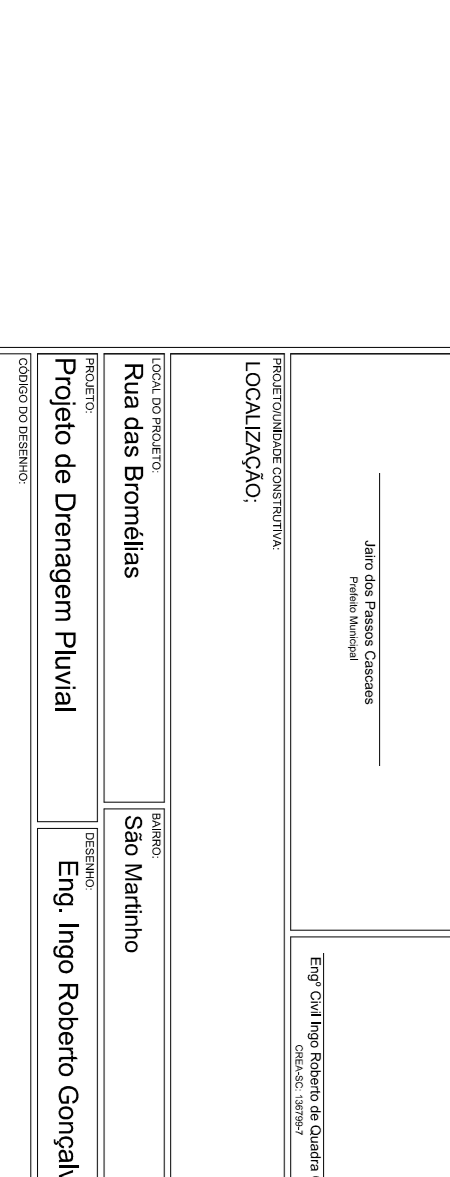 Jairo dos Passos Cascaes
Prefeito Municipal
Engº Civil Ingo Roberto de Quadra
CREA-SC: 136799-7
PROJETO/UNIDADE CONSTRUTIVA:
LOCALIZAÇÃO;
LOCAL DO PROJETO:
Rua das Bromélias
BAIRRO:
São Martinho
PROJETO:
Projeto de Drenagem Pluvial
DESENHO:
Eng. Ingo Roberto Gonçalv
CÓDIGO DO DESENHO: